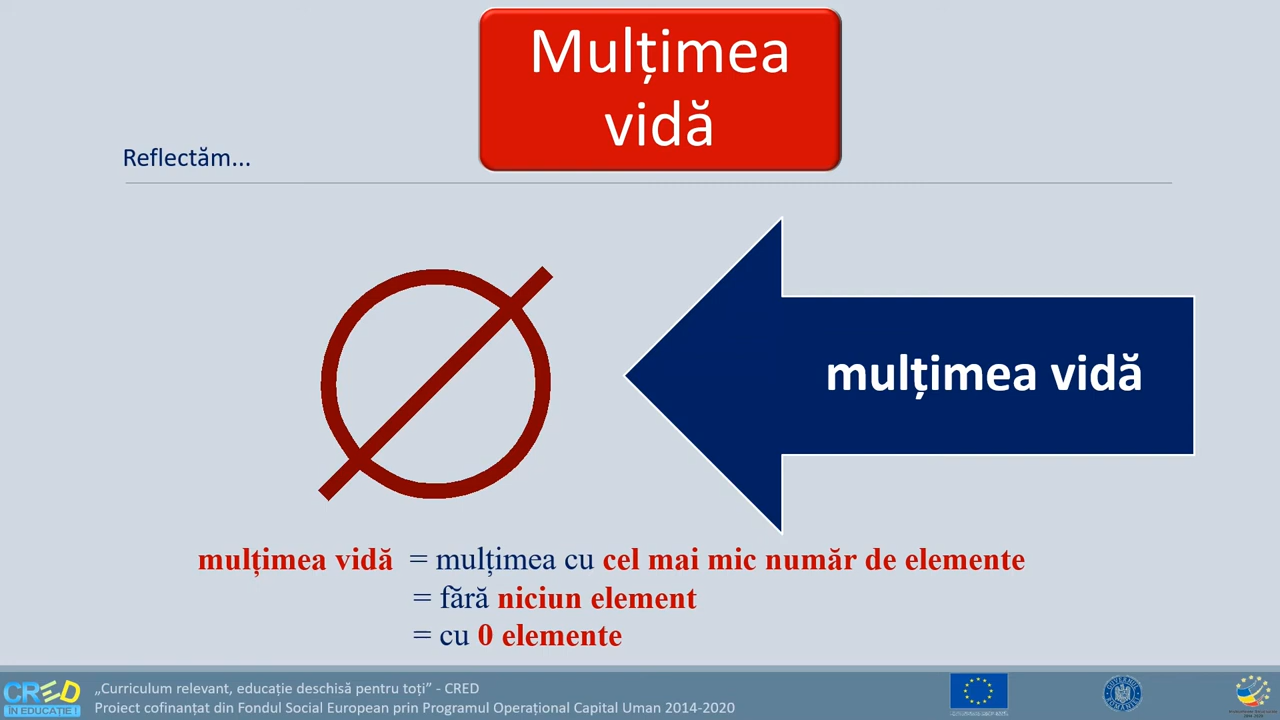 Mulțimea
vidă
Reflectăm...
mulțimea vidă
mulțimea vidă = mulțimea cu cel mai mic număr de elemente
= fără niciun element
= cu 0 elemente
CRED
ÎN EDUCAȚIE !
„Curriculum relevant, educație deschisă pentru toți” - CRED
Proiect cofinanțat din Fondul Social European prin Programul Operațional Capital Uman 2014-2020